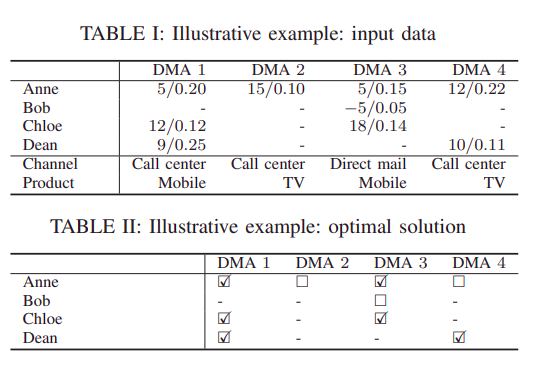 TABLE I: Illustrative example: input data
DMA 1 DMA 2 DMA 3 DMA 4
Anne 5/0.20 15/0.10 5/0.15 12/0.22
Bob - - −5/0.05 -
Chloe 12/0.12 - 18/0.14 -
Dean 9/0.25 - - 10/0.11
Channel Call center Call center Direct mail Call center
Product Mobile TV Mobile TV
TABLE II: Illustrative example: optimal solution
DMA 1 DMA 2 DMA 3 DMA 4
Anne ☑ ☐ ☑ ☐
Bob - - ☐ -
Chloe ☑ - ☑ -
Dean ☑ - - ☑